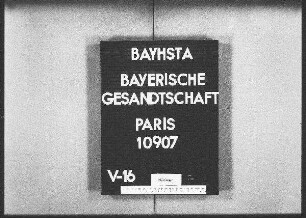 BAYHSTA
BAYERISCHE
GESANDTSCHAFT
PARIS
10907
V-16